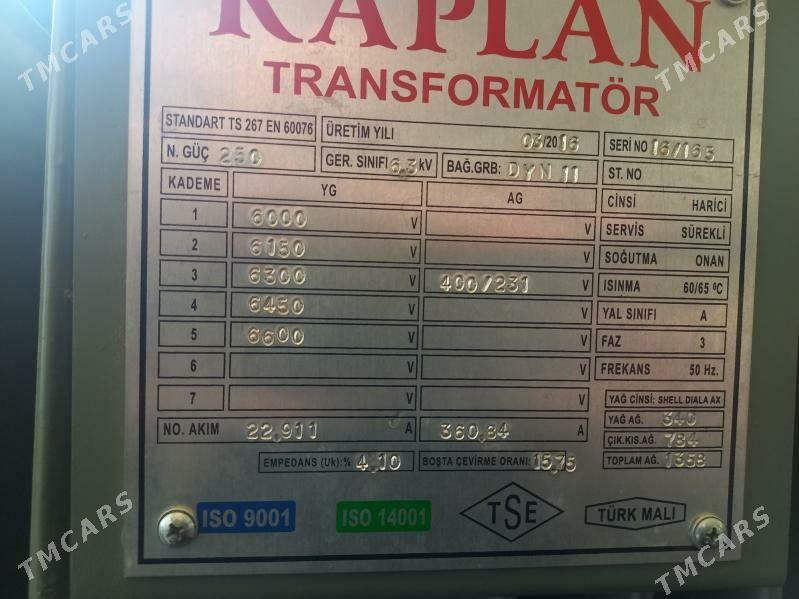 KAPLAN
TRANSFORMATÖR
STANDART TS 267 EN 60076 ÜRETİM YILI 03/2016 SERİ NO 16/165
N. GÜÇ 250 GER. SINIFI 6.3 kV BAĞ.GRB: DYN 11 ST. NO
KADEME YG AG CİNSİ HARİCİ
1 6000 V V SERVİS SÜREKLİ
2 6150 V V SOĞUTMA ONAN
3 6300 V 400/231 V ISINMA 60/65 ºC
4 6450 V V YAL SINIFI A
5 6600 V V FAZ 3
6 V V FREKANS 50 Hz.
7 V V YAĞ CİNSİ: SHELL DIALA AX
YAĞ AĞ. 340
NO. AKIM 22,911 A 360,84 A ÇIK.KIS.AĞ. 784
EMPEDANS (Uk):% 4,10 BOŞTA ÇEVİRME ORANI: 15,75 TOPLAM AĞ. 1358
ISO 9001 ISO 14001 TSE TÜRK MALI
TMCARS
TMCARS
TMCARS
TMCARS